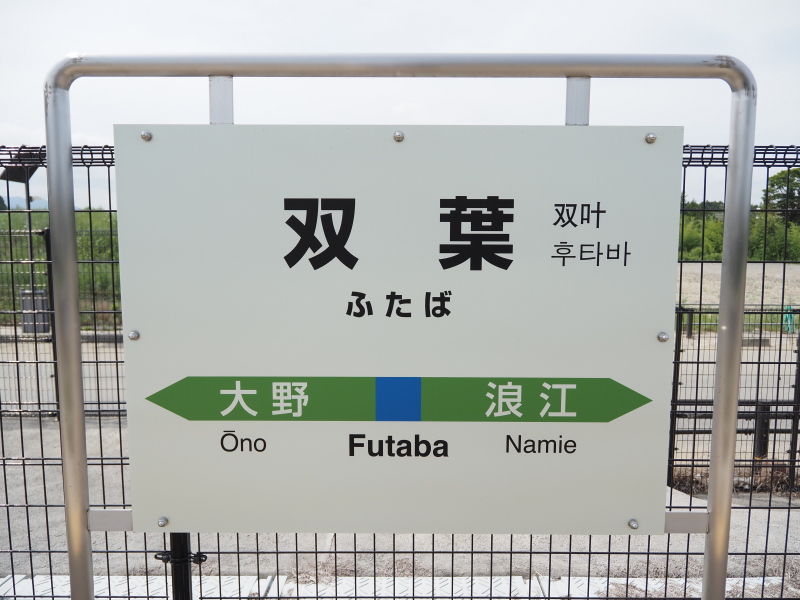 双葉
双叶
후타바
ふたば
大野 浪江
Ōno Futaba Namie